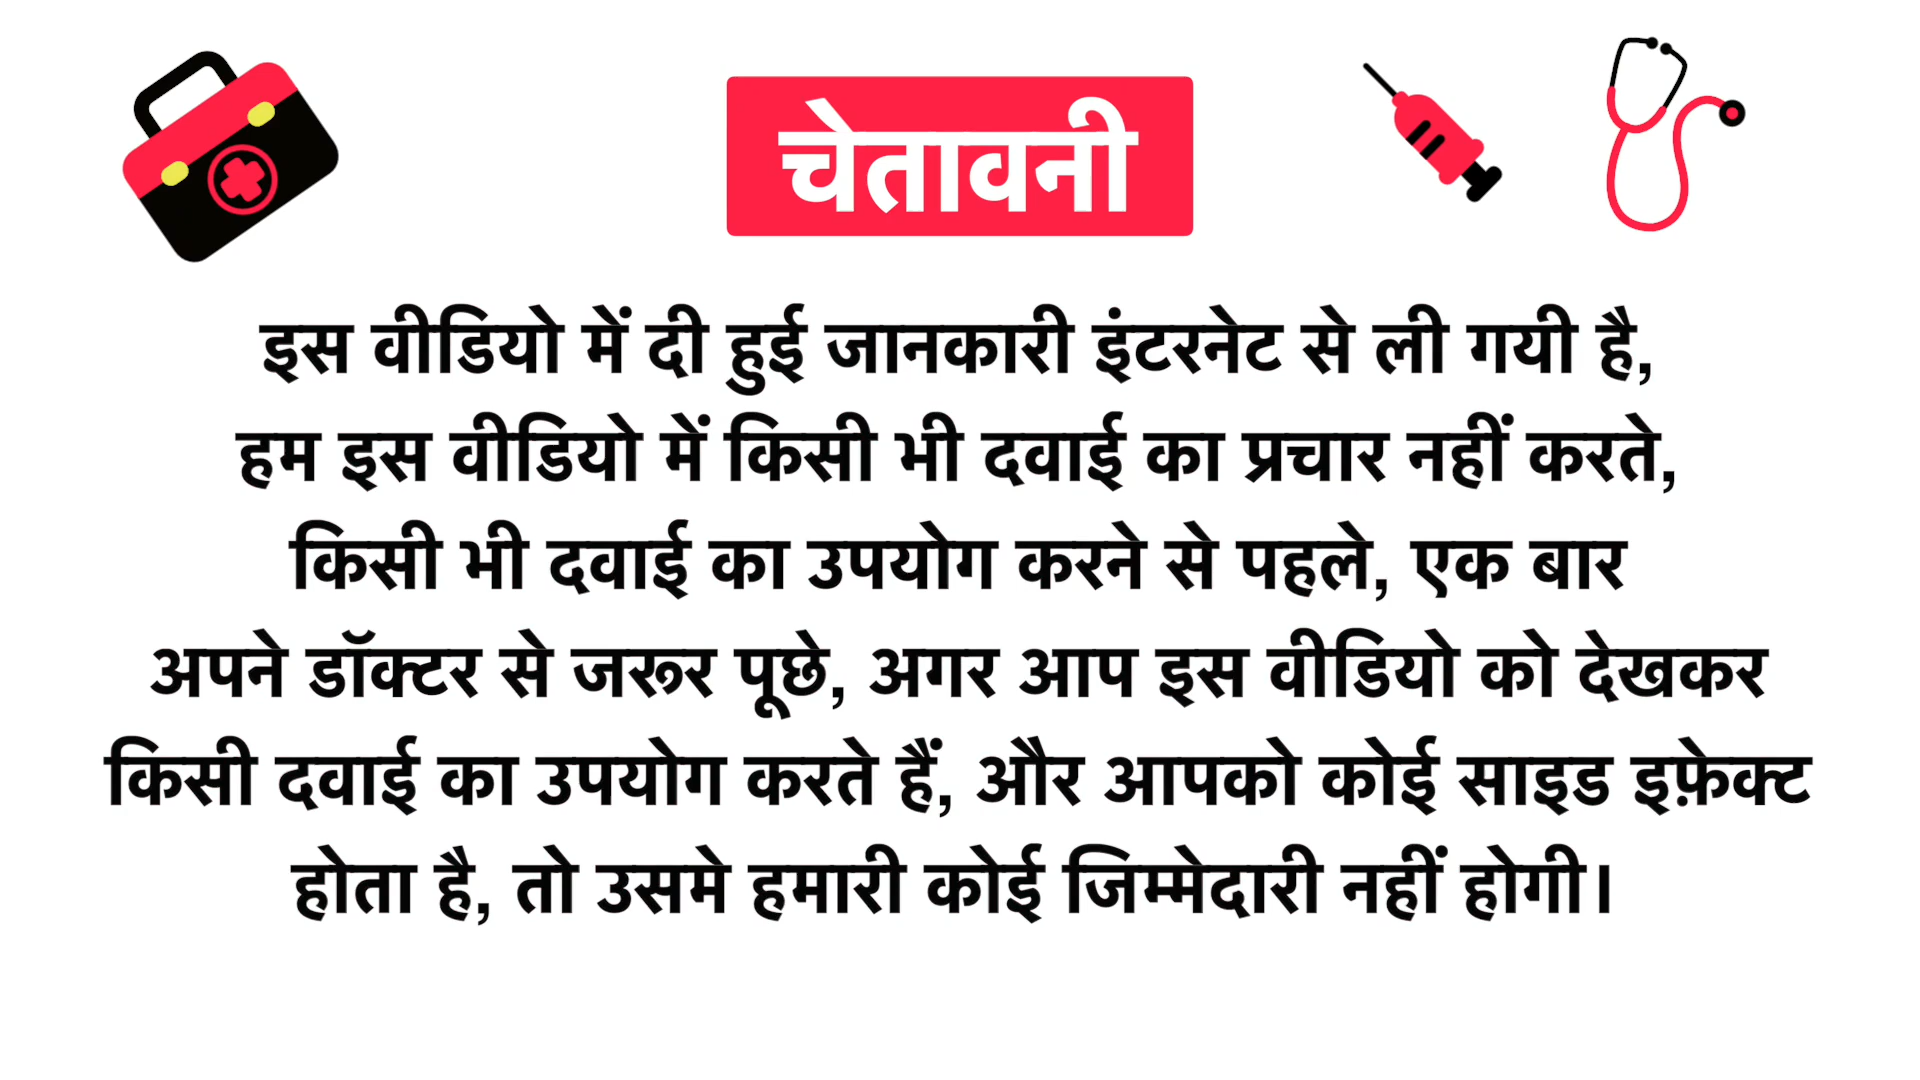 चेतावनी
इस वीडियो में दी हुई जानकारी इंटरनेट से ली गयी है,
हम इस वीडियो में किसी भी दवाई का प्रचार नहीं करते,
किसी भी दवाई का उपयोग करने से पहले, एक बार
अपने डॉक्टर से जरूर पूछे, अगर आप इस वीडियो को देखकर
किसी दवाई का उपयोग करते हैं, और आपको कोई साइड इफ़ेक्ट
होता है, तो उसमे हमारी कोई जिम्मेदारी नहीं होगी।